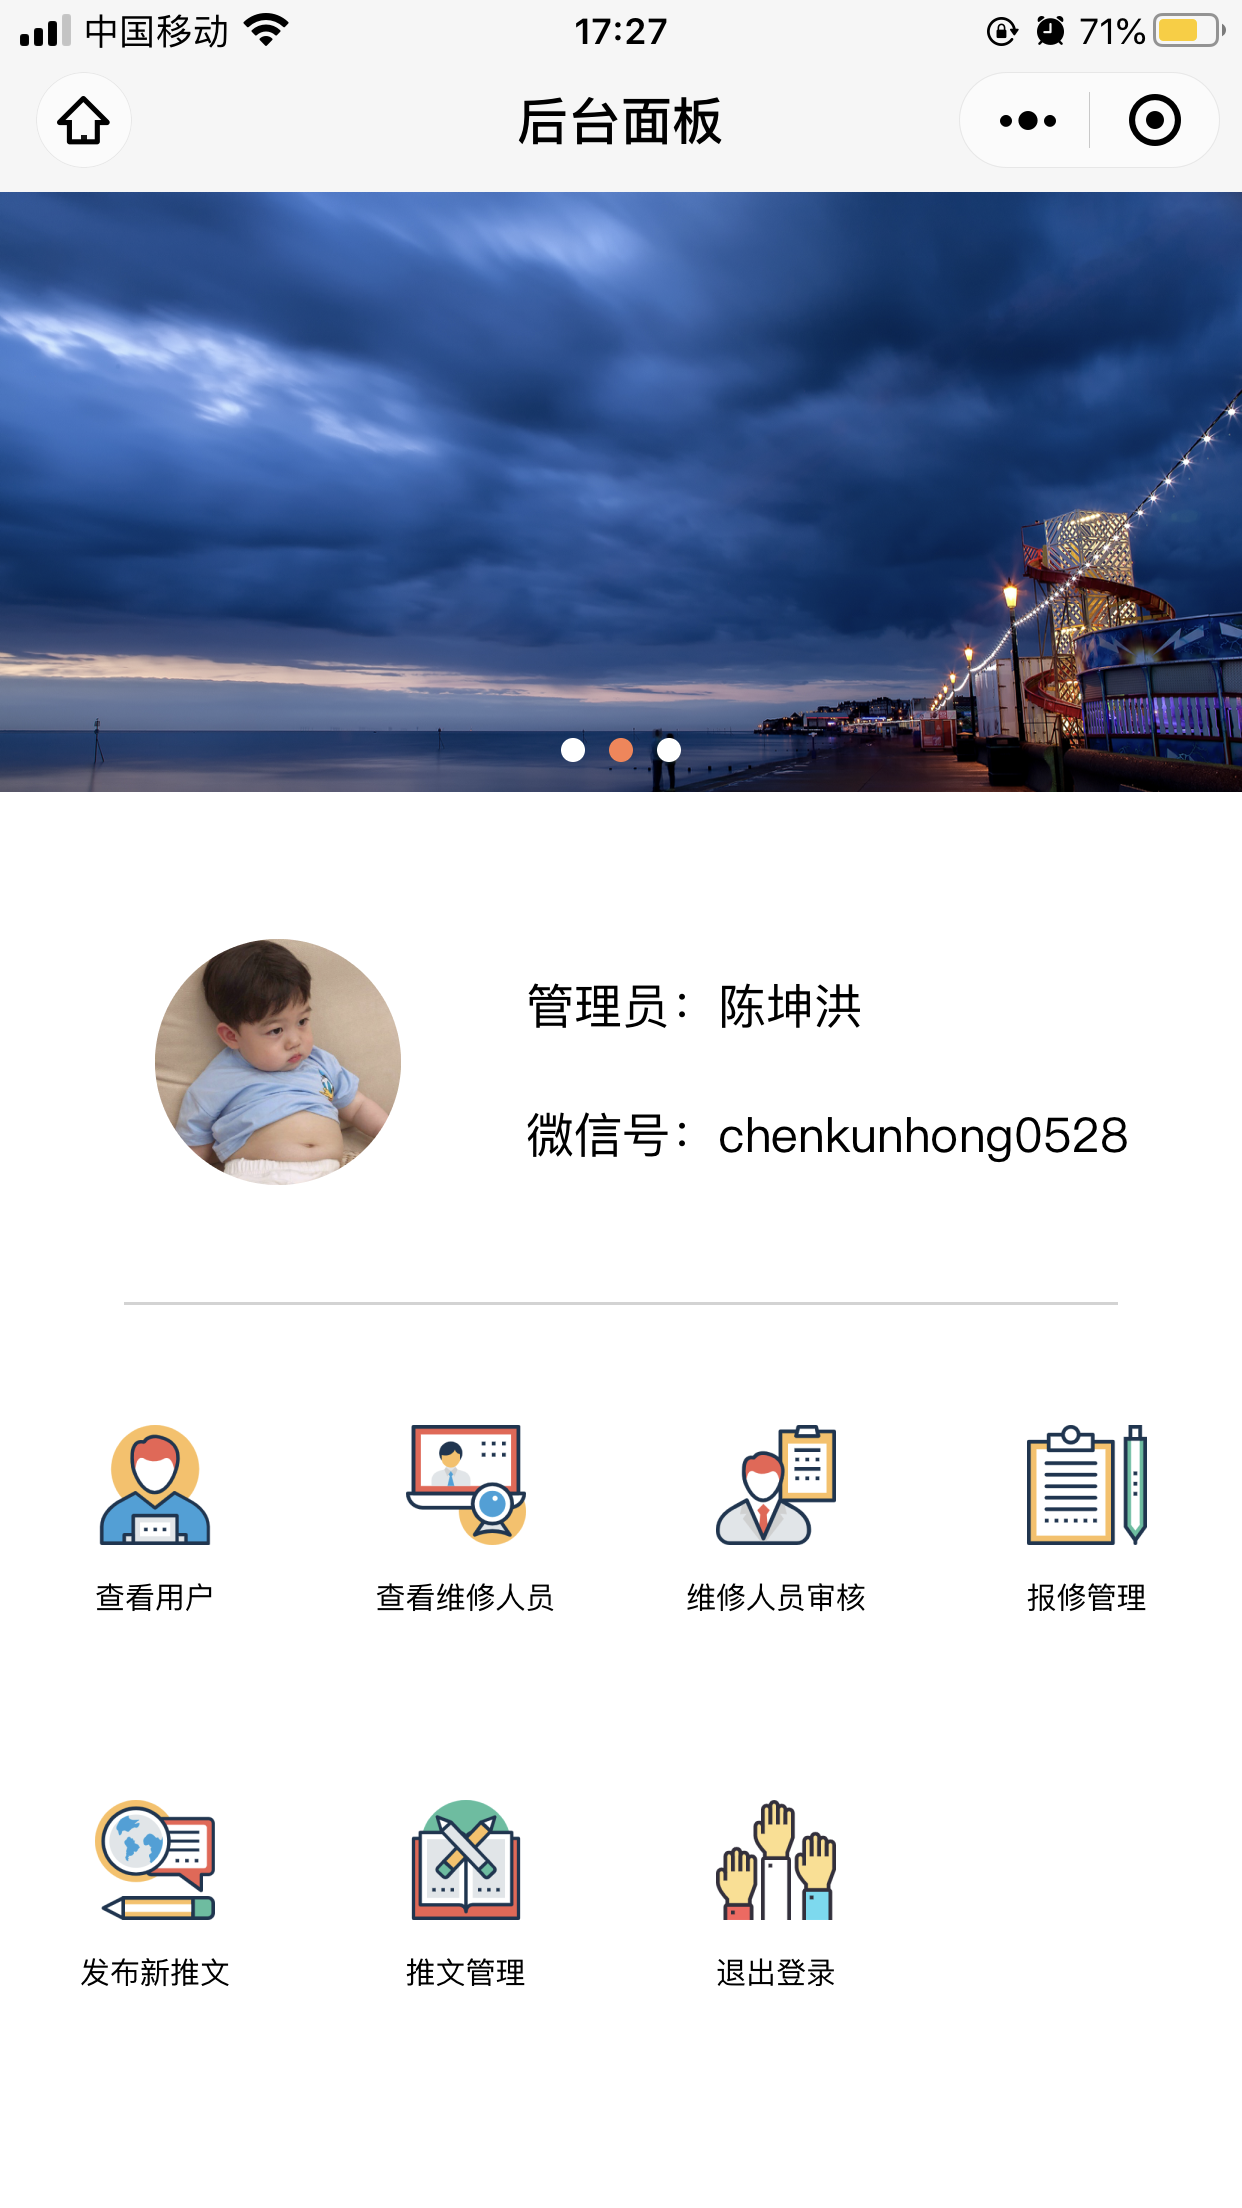 中国移动 17:27 71%
后台面板
管理员：陈坤洪
微信号：chenkunhong0528
查看用户 查看维修人员 维修人员审核 报修管理
发布新推文 推文管理 退出登录